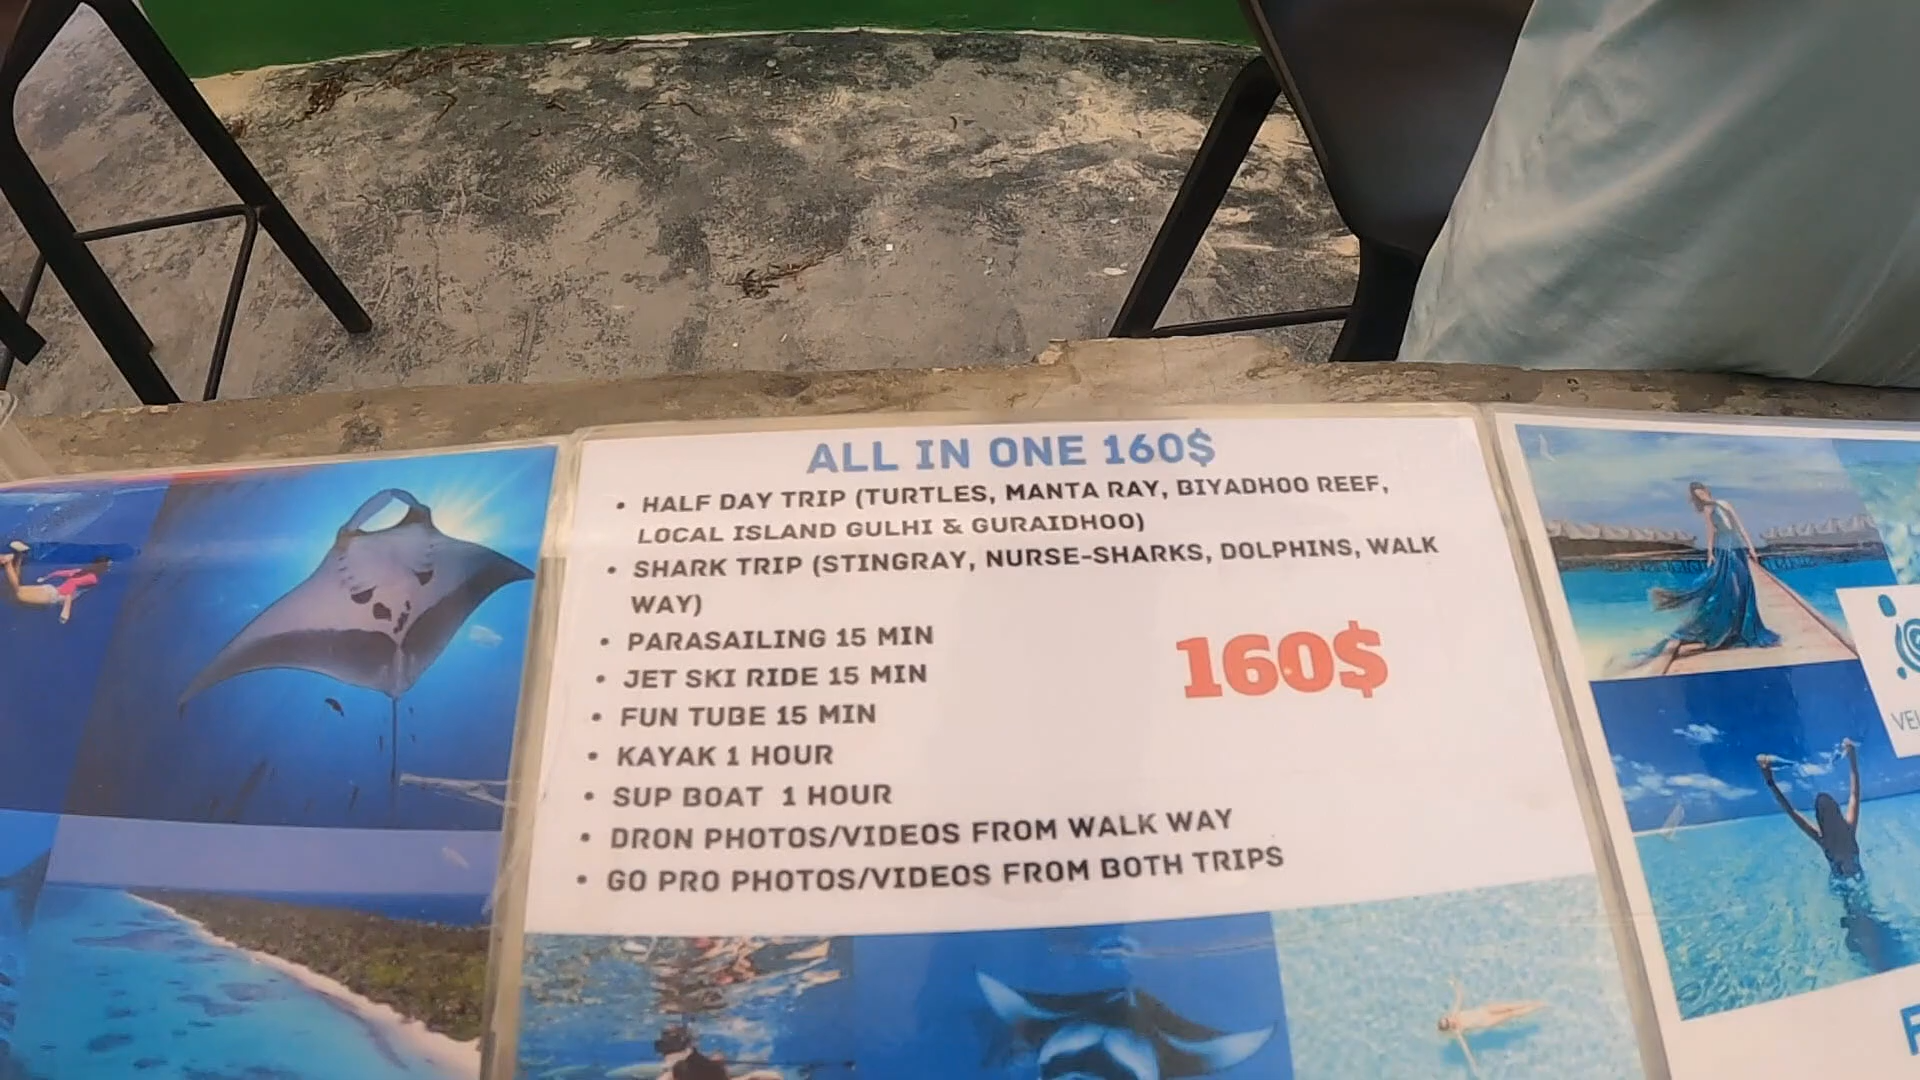 ALL IN ONE 160$
• HALF DAY TRIP (TURTLES, MANTA RAY, BIYADHOO REEF,
LOCAL ISLAND GULHI & GURAIDHOO)
• SHARK TRIP (STINGRAY, NURSE-SHARKS, DOLPHINS, WALK
WAY)
• PARASAILING 15 MIN
• JET SKI RIDE 15 MIN
• FUN TUBE 15 MIN
• KAYAK 1 HOUR
• SUP BOAT 1 HOUR
• DRON PHOTOS/VIDEOS FROM WALK WAY
• GO PRO PHOTOS/VIDEOS FROM BOTH TRIPS
160$